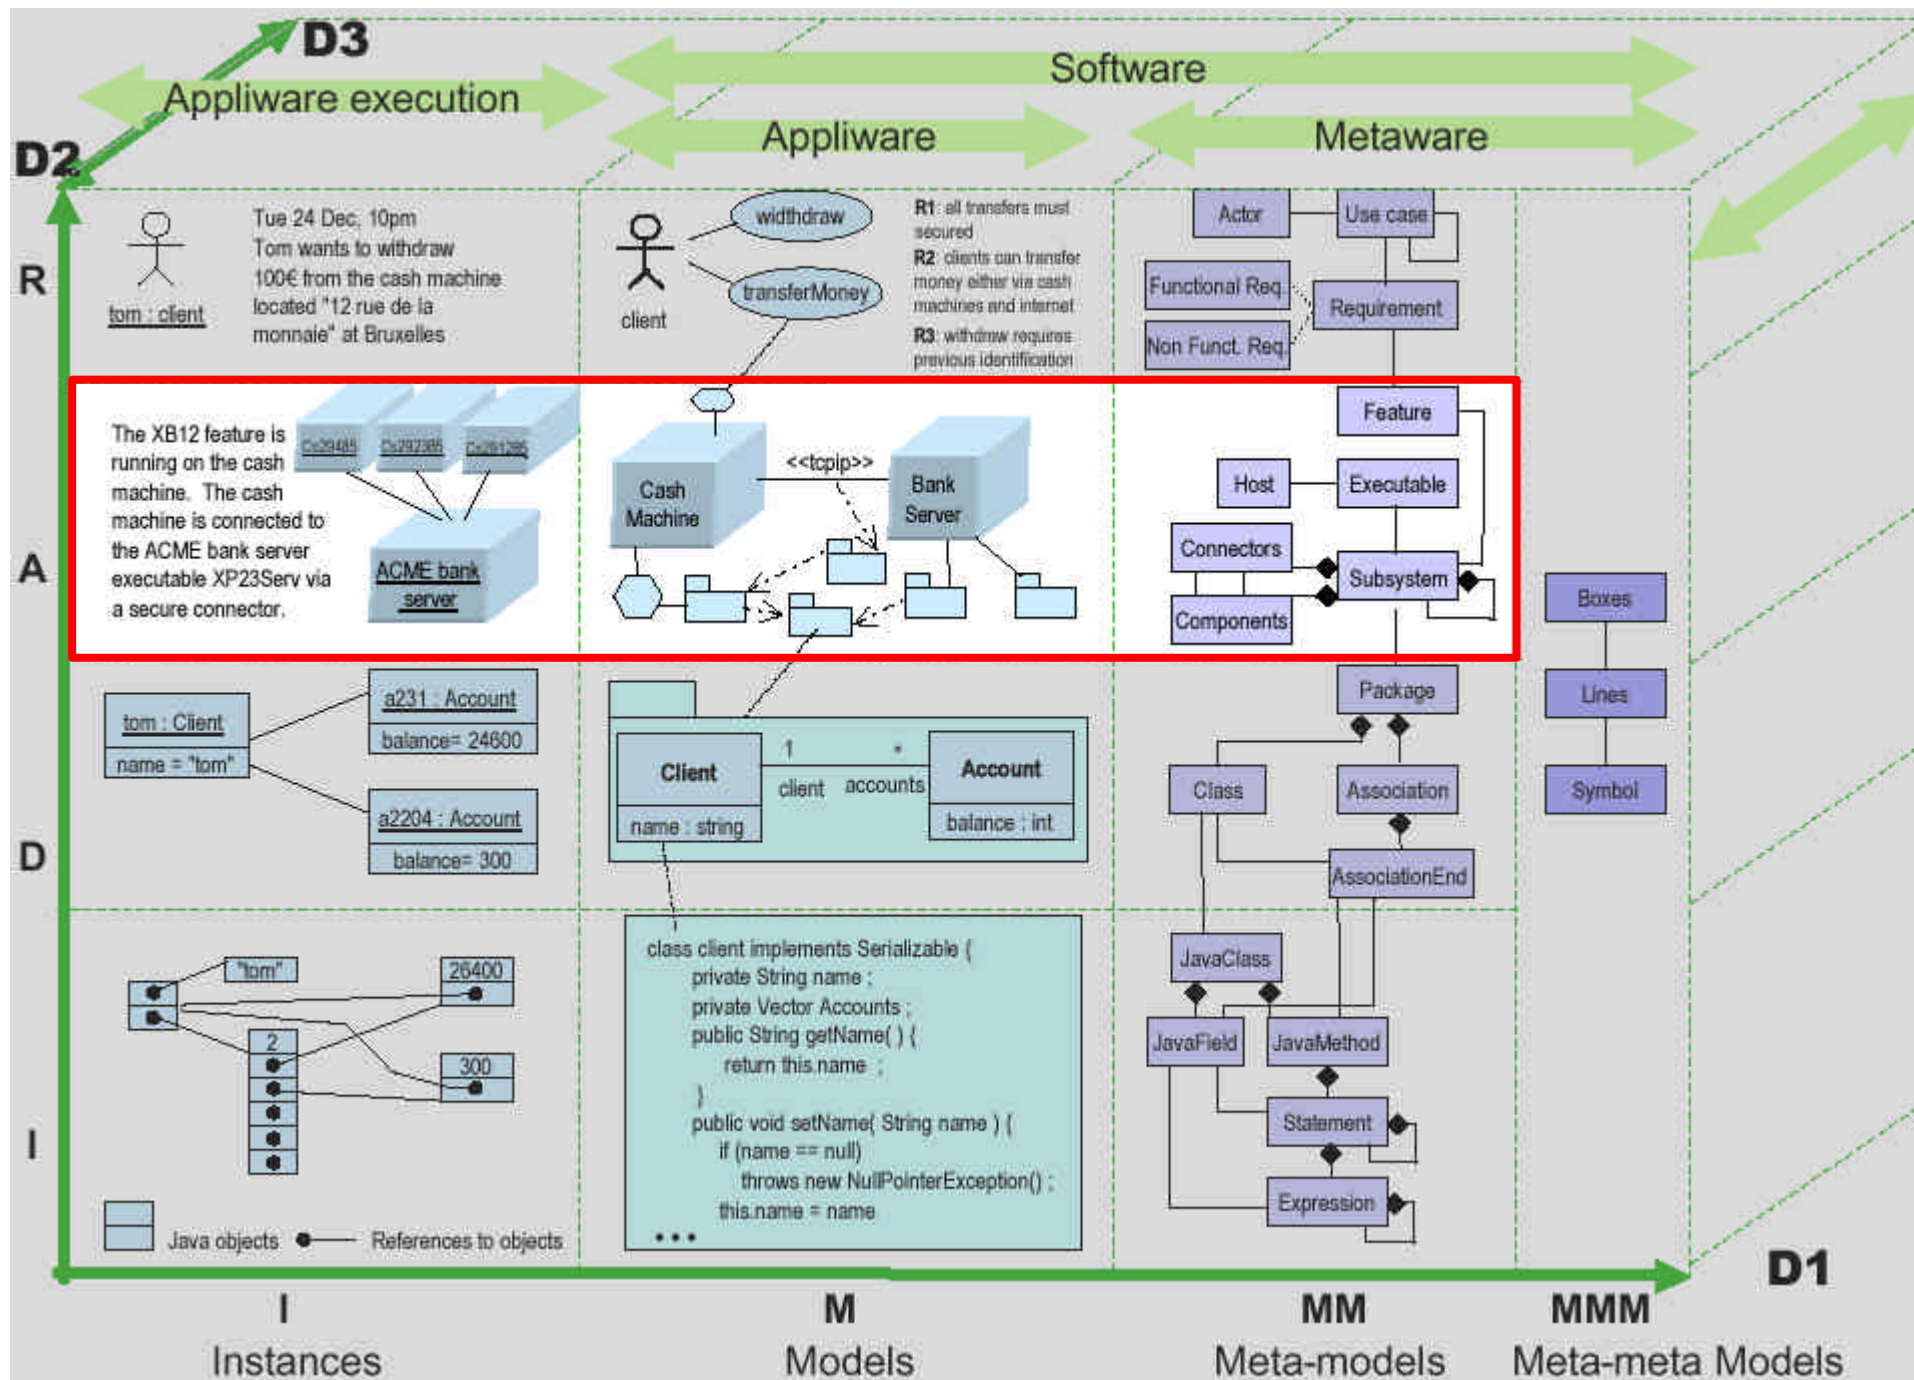 D3
Software
Appliware execution
Appliware
Metaware
D2
R
Tue 24 Dec, 10pm
Tom wants to withdraw
100€ from the cash machine
located "12 rue de la
monnaie" at Bruxelles
tom : client
widthdraw
transferMoney
client
R1: all transfers must
secured
R2: clients can transfer
money either via cash
machines and internet
R3: withdraw requires
previous identifiication
Actor
Use case
Functional Req.
Requirement
Non Funct. Req.
A
The XB12 feature is
running on the cash
machine. The cash
machine is connected to
the ACME bank server
executable XP23Serv via
a secure connector.
Cs29485
Cs292385
Cs291285
ACME bank
server
<<tcpip>>
Cash
Machine
Bank
Server
Feature
Host
Executable
Connectors
Subsystem
Components
Boxes
Lines
Symbol
D
tom : Client
name = "tom"
a231 : Account
balance= 24600
a2204 : Account
balance= 300
Client
name : string
1
*
client
accounts
Account
balance : int
Package
Class
Association
AssociationEnd
I
"tom"
26400
2
300
Java objects
References to objects
class client implements Serializable {
private String name ;
private Vector Accounts ;
public String getName( ) {
return this.name ;
}
public void setName( String name ) {
if (name == null)
throws new NullPointerException() ;
this.name = name
...
JavaClass
JavaField
JavaMethod
Statement
Expression
D1
I
M
MM
MMM
Instances
Models
Meta-models
Meta-meta Models